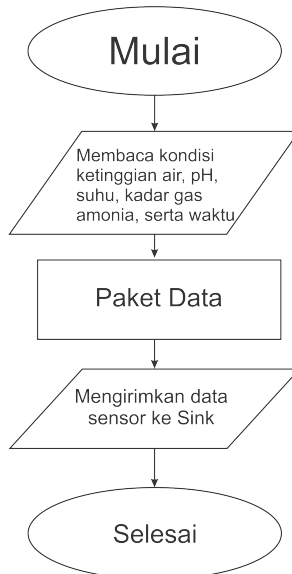 Mulai
Membaca kondisi
ketinggian air, pH,
suhu, kadar gas
amonia, serta waktu
Paket Data
Mengirimkan data
sensor ke Sink
Selesai